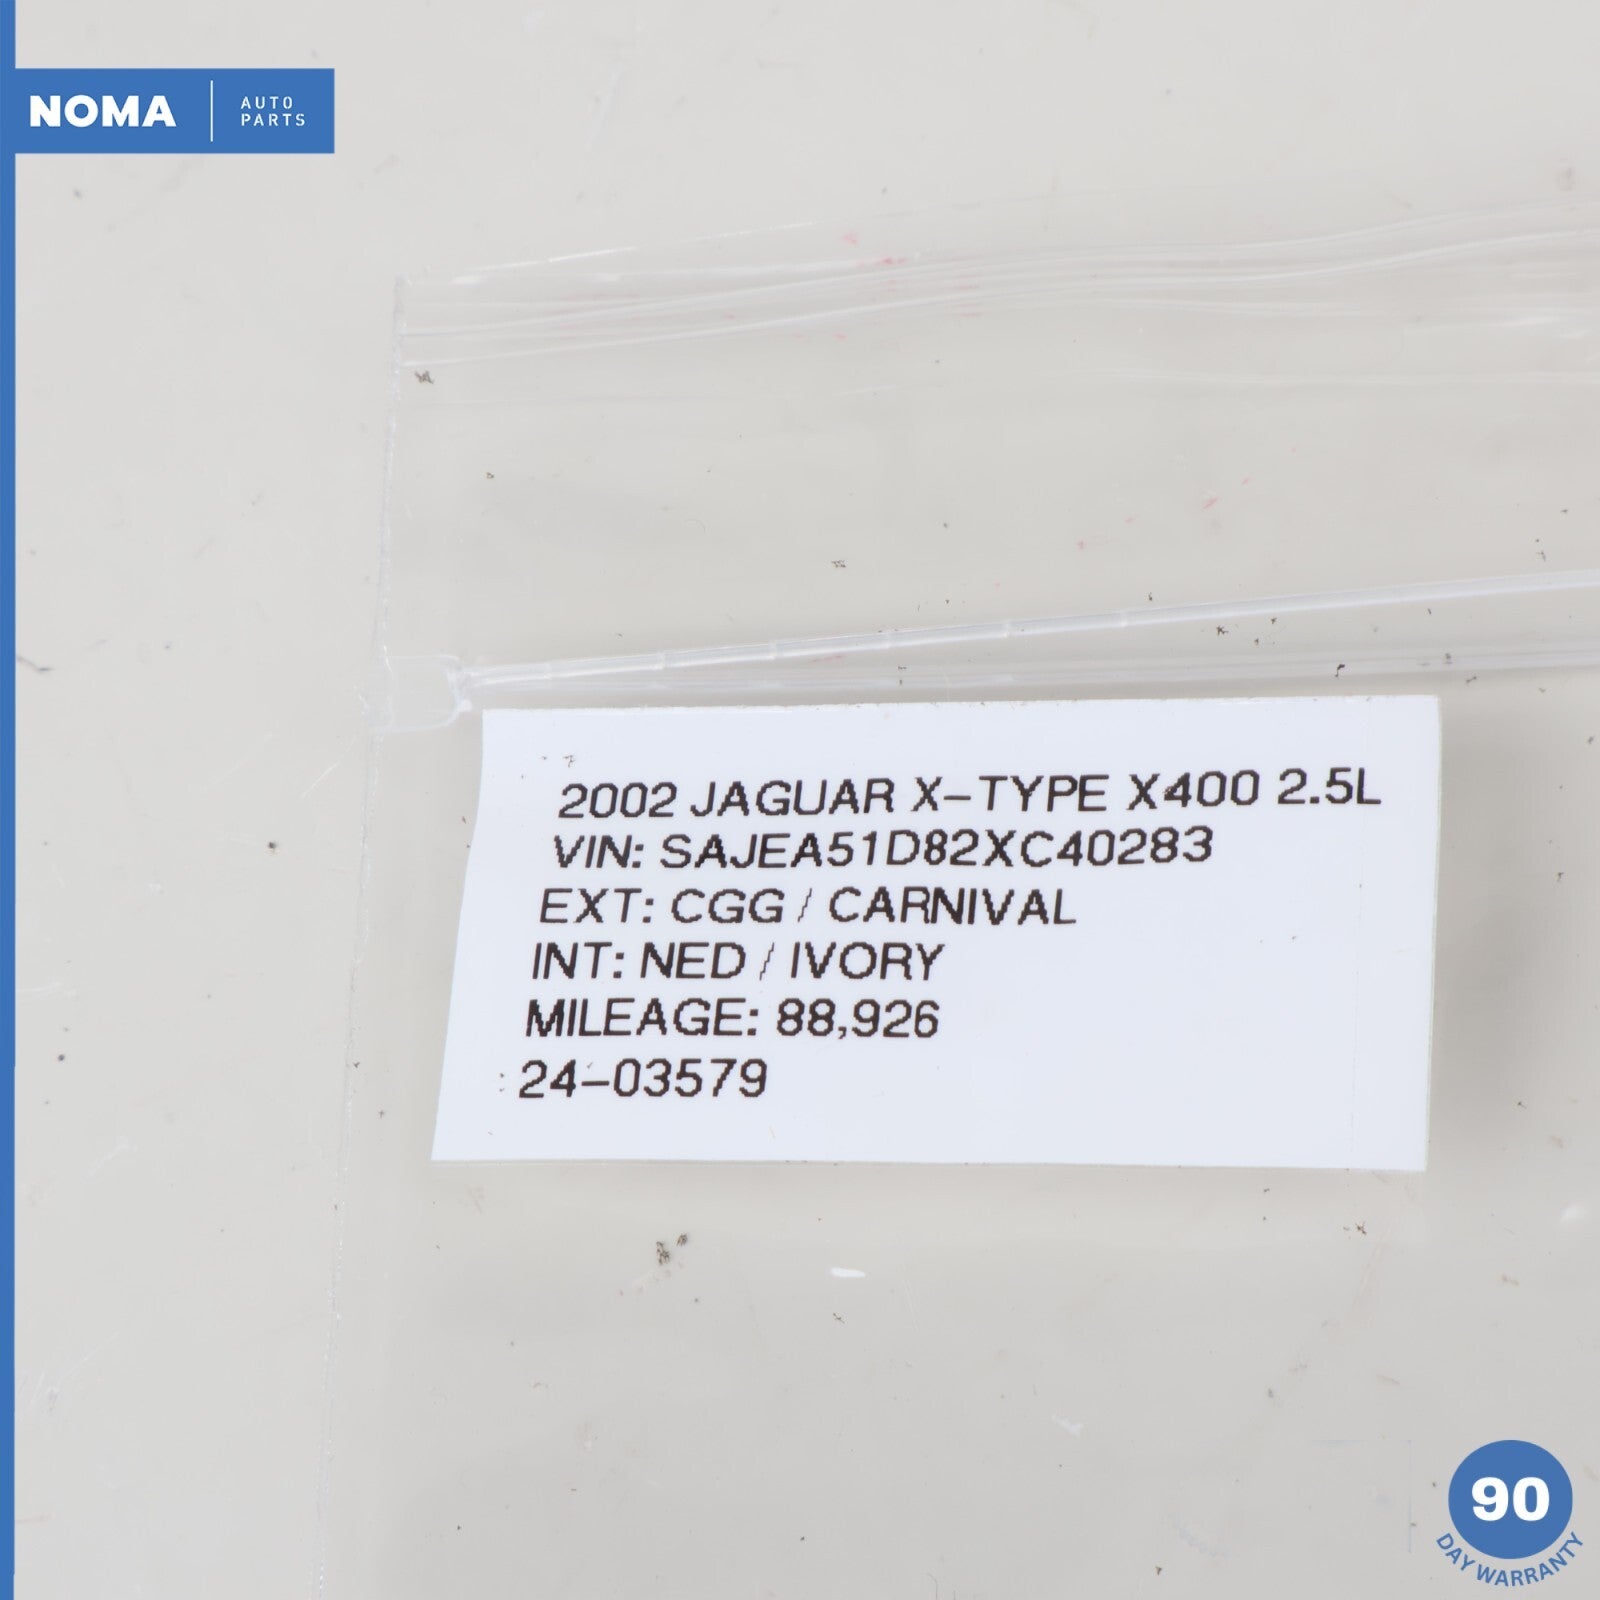 NOMA
AUTO
PARTS
2002 JAGUAR X-TYPE X400 2.5L
VIN: SAJEA51D82XC40283
EXT: CGG / CARNIVAL
INT: NED / IVORY
MILEAGE: 88,926
24-03579
90
DAY WARRANTY